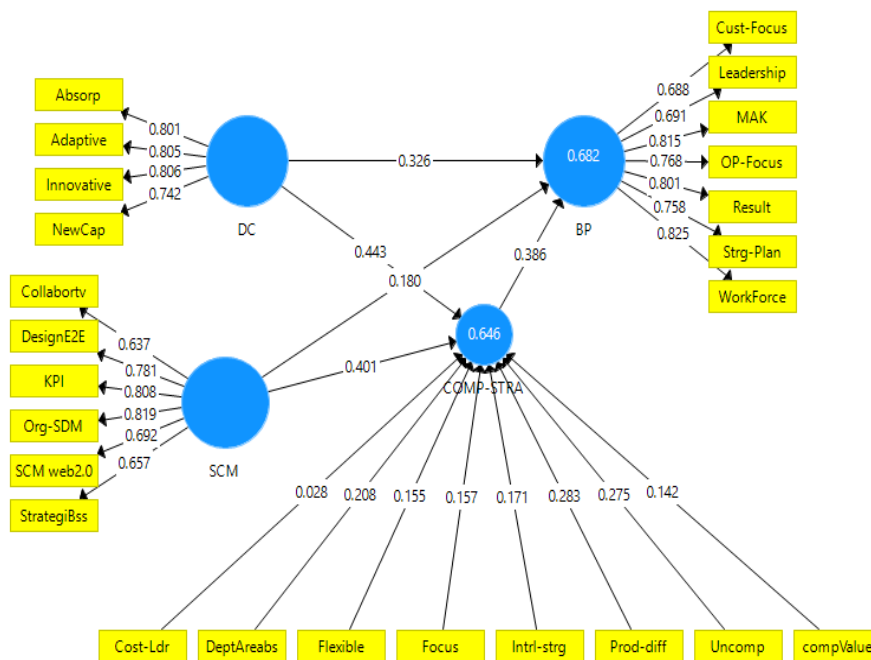 Cust-Focus
Leadership
MAK
OP-Focus
Result
Strg-Plan
WorkForce
0.688
0.691
0.815
0.768
0.801
0.758
0.825
0.682
BP
Absorp
Adaptive
Innovative
NewCap
0.801
0.805
0.806
0.742
DC
0.326
0.443
0.180
0.386
0.401
0.646
COMP-STRA
Collabortv
DesignE2E
KPI
Org-SDM
SCM web2.0
StrategiBss
0.637
0.781
0.808
0.819
0.692
0.657
SCM
0.028
0.208
0.155
0.157
0.171
0.283
0.275
0.142
Cost-Ldr
DeptAreabs
Flexible
Focus
Intrl-strg
Prod-diff
Uncomp
compValue